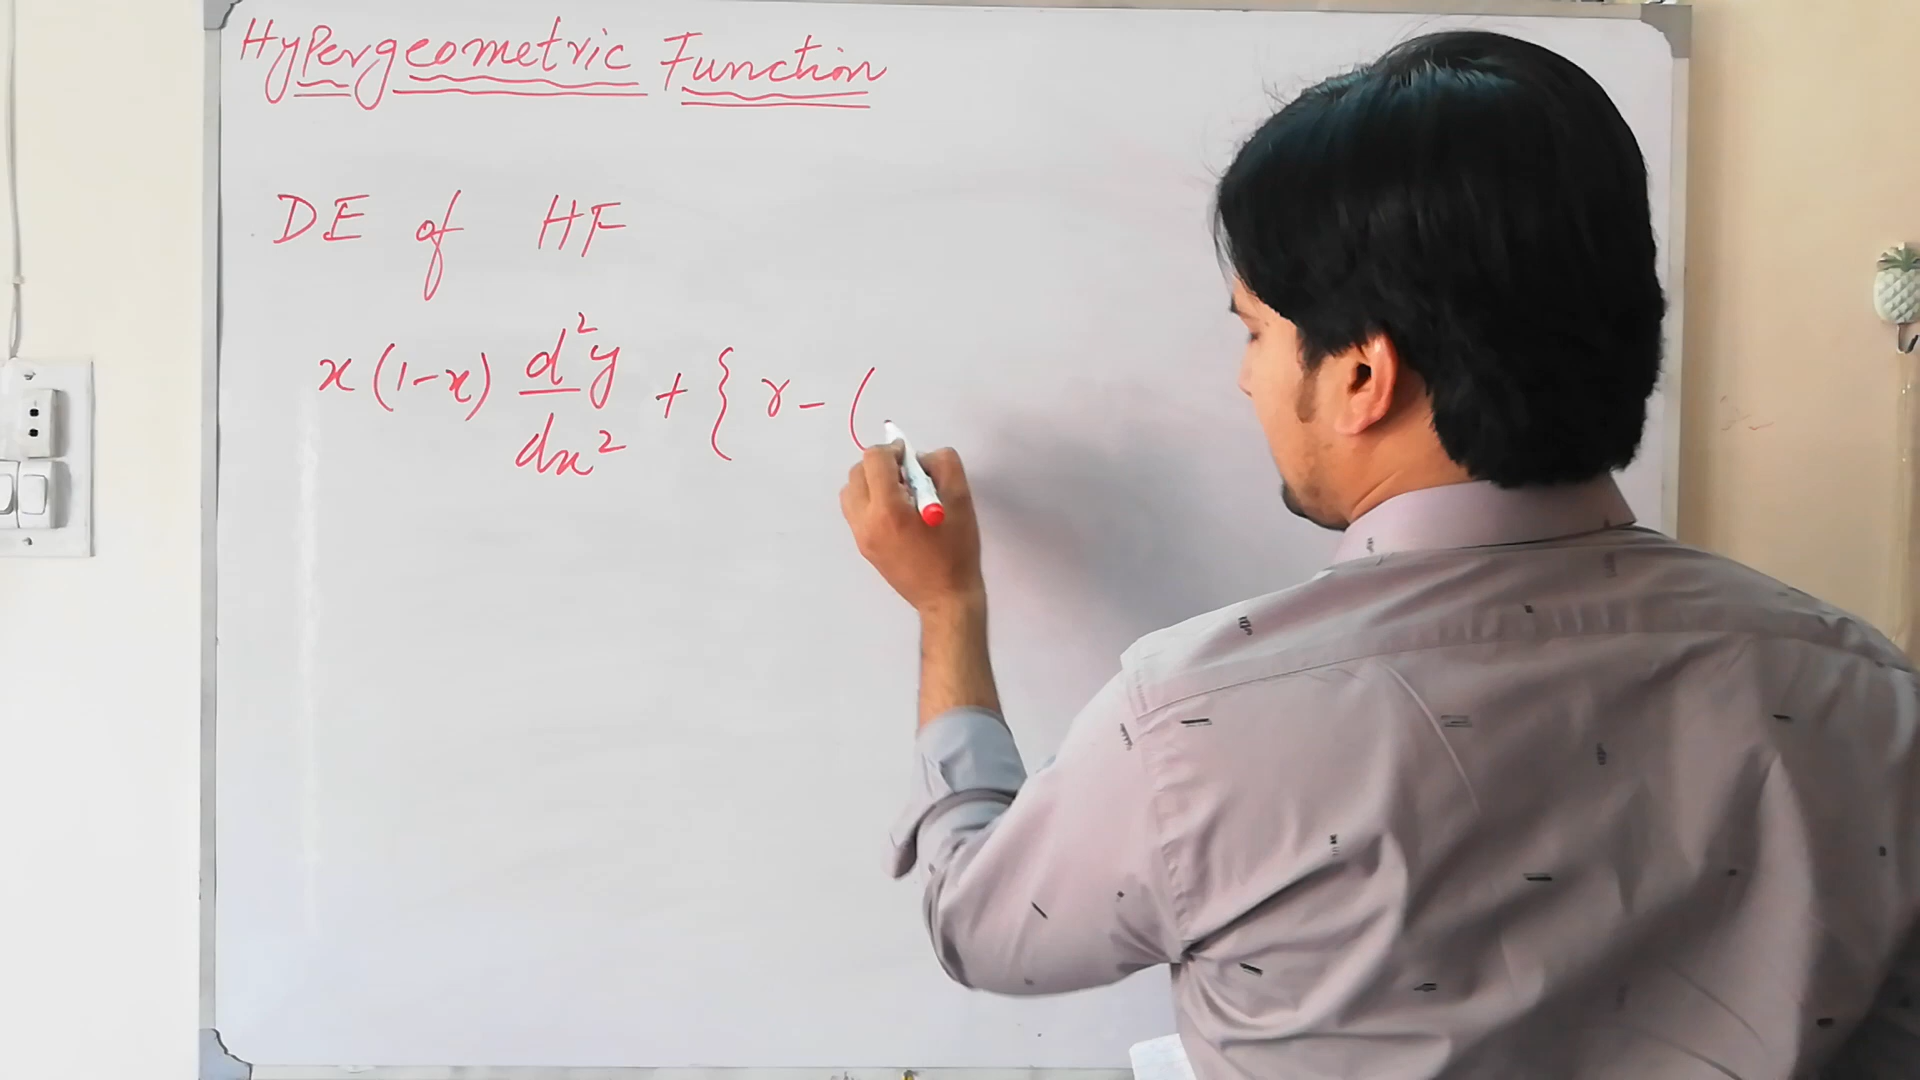 Hypergeometric Function
DE of HF
x(1-x) d²y/dx² + { γ - (